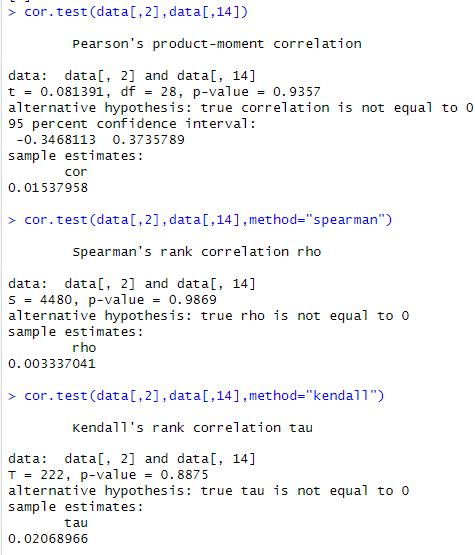 > cor.test(data[,2],data[,14])
Pearson's product-moment correlation
data:  data[, 2] and data[, 14]
t = 0.081391, df = 28, p-value = 0.9357
alternative hypothesis: true correlation is not equal to 0
95 percent confidence interval:
 -0.3468113  0.3735789
sample estimates:
cor
0.01537958
> cor.test(data[,2],data[,14],method="spearman")
Spearman's rank correlation rho
data:  data[, 2] and data[, 14]
S = 4480, p-value = 0.9869
alternative hypothesis: true rho is not equal to 0
sample estimates:
rho
0.003337041
> cor.test(data[,2],data[,14],method="kendall")
Kendall's rank correlation tau
data:  data[, 2] and data[, 14]
T = 222, p-value = 0.8875
alternative hypothesis: true tau is not equal to 0
sample estimates:
tau
0.02068966